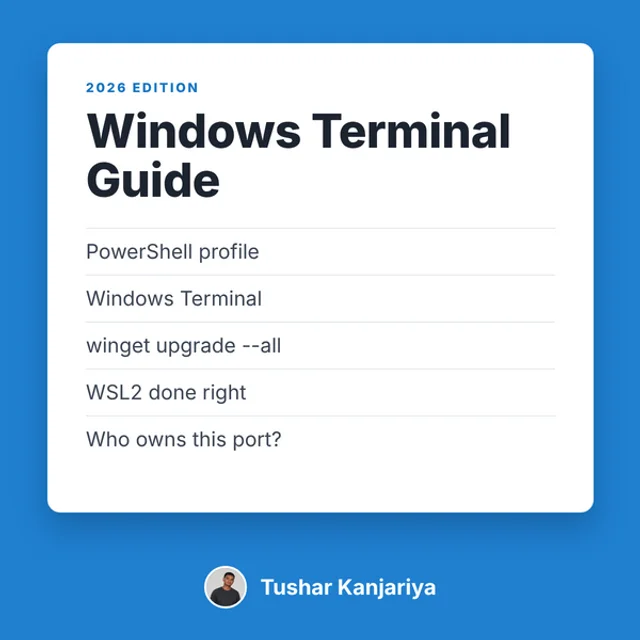 2026 EDITION
Windows Terminal
Guide
PowerShell profile
Windows Terminal
winget upgrade --all
WSL2 done right
Who owns this port?
Tushar Kanjariya